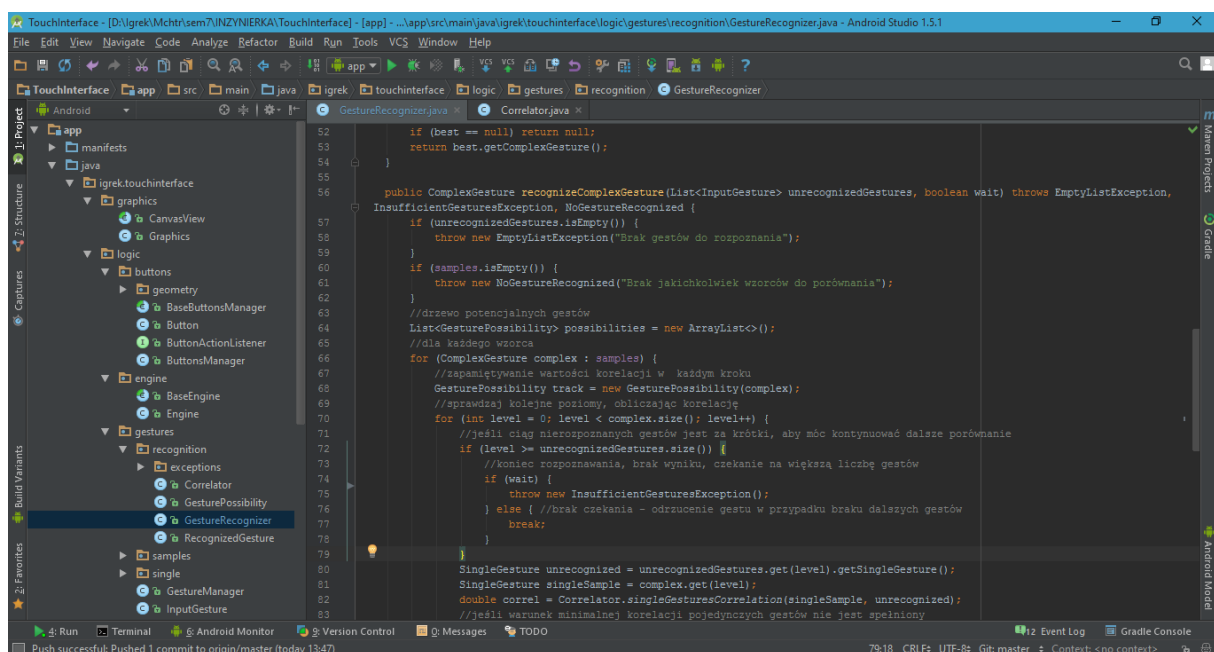 TouchInterface - [D:\Igrek\Mchtr\sem7\INZYNIERKA\TouchInterface] - [app] - ...\app\src\main\java\igrek\touchinterface\logic\gestures\recognition\GestureRecognizer.java - Android Studio 1.5.1
File Edit View Navigate Code Analyze Refactor Build Run Tools VCS Window Help
app
TouchInterface app src main java igrek touchinterface logic gestures recognition GestureRecognizer
Android
GestureRecognizer.java Correlator.java
1: Project
7: Structure
Captures
Build Variants
2: Favorites
app
manifests
java
igrek.touchinterface
graphics
CanvasView
Graphics
logic
buttons
geometry
BaseButtonsManager
Button
ButtonActionListener
ButtonsManager
engine
BaseEngine
Engine
gestures
recognition
exceptions
Correlator
GesturePossibility
GestureRecognizer
RecognizedGesture
samples
single
GestureManager
InputGesture
52 if (best == null) return null;
53 return best.getComplexGesture();
54 }
55
56 public ComplexGesture recognizeComplexGesture(List<InputGesture> unrecognizedGestures, boolean wait) throws EmptyListException,
InsufficientGesturesException, NoGestureRecognized {
57 if (unrecognizedGestures.isEmpty()) {
58 throw new EmptyListException("Brak gestów do rozpoznania");
59 }
60 if (samples.isEmpty()) {
61 throw new NoGestureRecognized("Brak jakichkolwiek wzorców do porównania");
62 }
63 //drzewo potencjalnych gestów
64 List<GesturePossibility> possibilities = new ArrayList<>();
65 //dla każdego wzorca
66 for (ComplexGesture complex : samples) {
67 //zapamiętywanie wartości korelacji w każdym kroku
68 GesturePossibility track = new GesturePossibility(complex);
69 //sprawdzaj kolejne poziomy, obliczając korelację
70 for (int level = 0; level < complex.size(); level++) {
71 //jeśli ciąg nierozpoznanych gestów jest za krótki, aby móc kontynuować dalsze porównanie
72 if (level >= unrecognizedGestures.size()) {
73 //koniec rozpoznawania, brak wyniku, czekanie na większą liczbę gestów
74 if (wait) {
75 throw new InsufficientGesturesException();
76 } else { //brak czekania - odrzucenie gestu w przypadku braku dalszych gestów
77 break;
78 }
79 }
80 SingleGesture unrecognized = unrecognizedGestures.get(level).getSingleGesture();
81 SingleGesture singleSample = complex.get(level);
82 double correl = Correlator.singleGesturesCorrelation(singleSample, unrecognized);
83 //jeśli warunek minimalnej korelacji pojedynczych gestów nie jest spełniony
Maven Projects
Gradle
Android Model
4: Run Terminal 6: Android Monitor 9: Version Control 0: Messages TODO 12 Event Log Gradle Console
Push successful: Pushed 1 commit to origin/master (today 13:47) 79:18 CRLF UTF-8 Git: master Context: <no context>